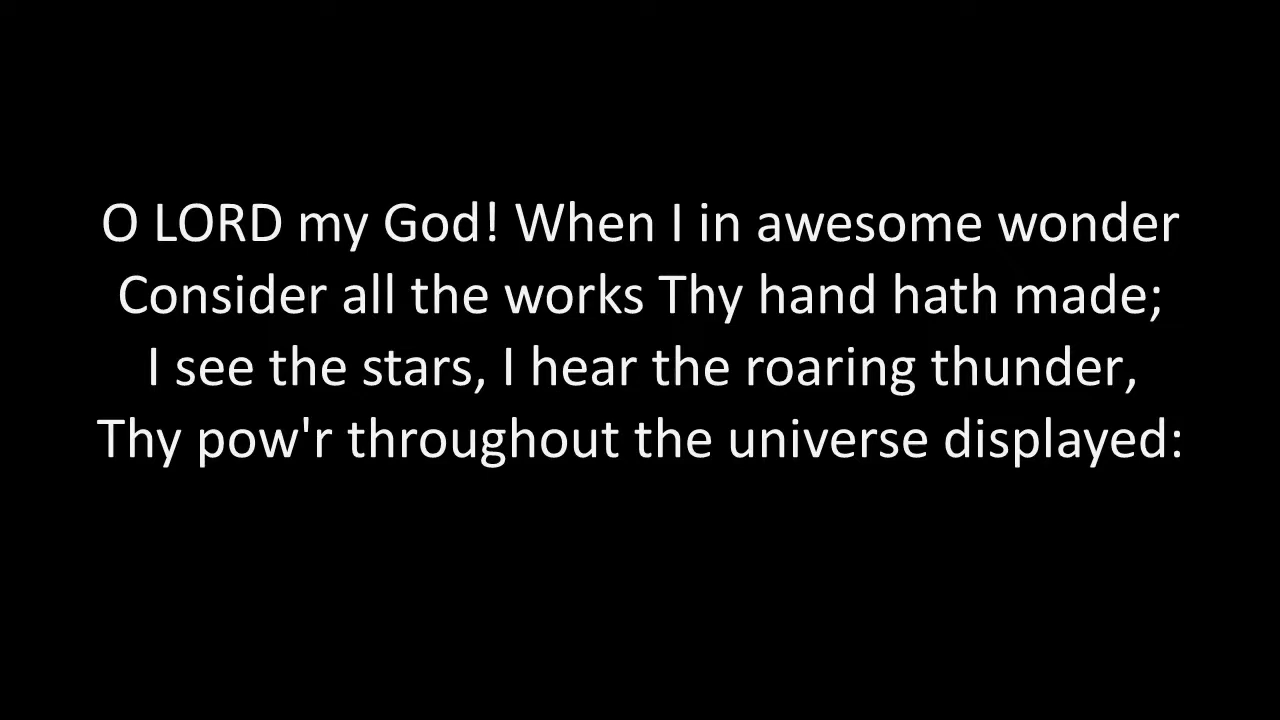 O LORD my God! When I in awesome wonder
Consider all the works Thy hand hath made;
I see the stars, I hear the roaring thunder,
Thy pow'r throughout the universe displayed: